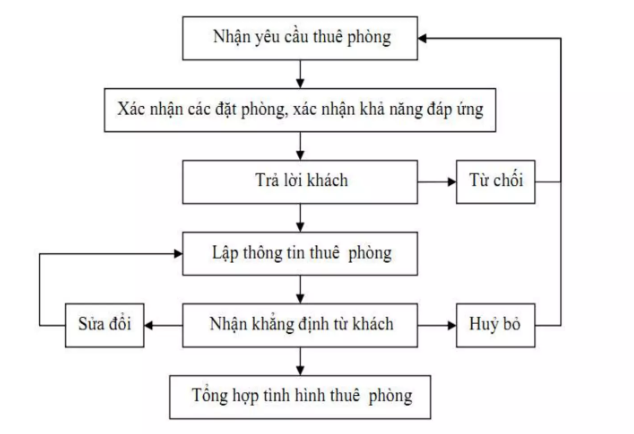 Nhận yêu cầu thuê phòng
Xác nhận các đặt phòng, xác nhận khả năng đáp ứng
Trả lời khách
Từ chối
Lập thông tin thuê phòng
Sửa đổi
Nhận khẳng định từ khách
Huỷ bỏ
Tổng hợp tình hình thuê phòng